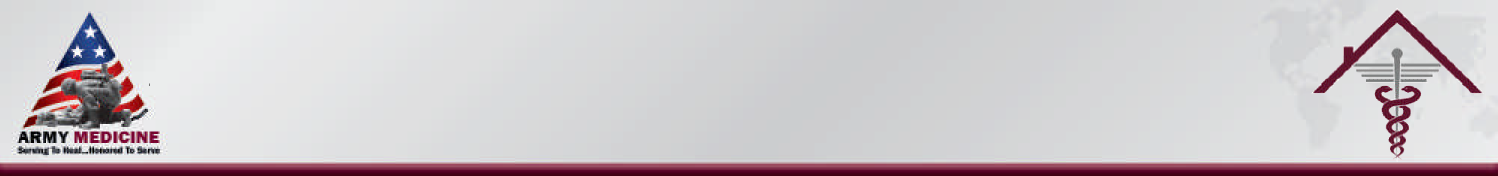 ARMY MEDICINE
Serving To Heal...Honored To Serve